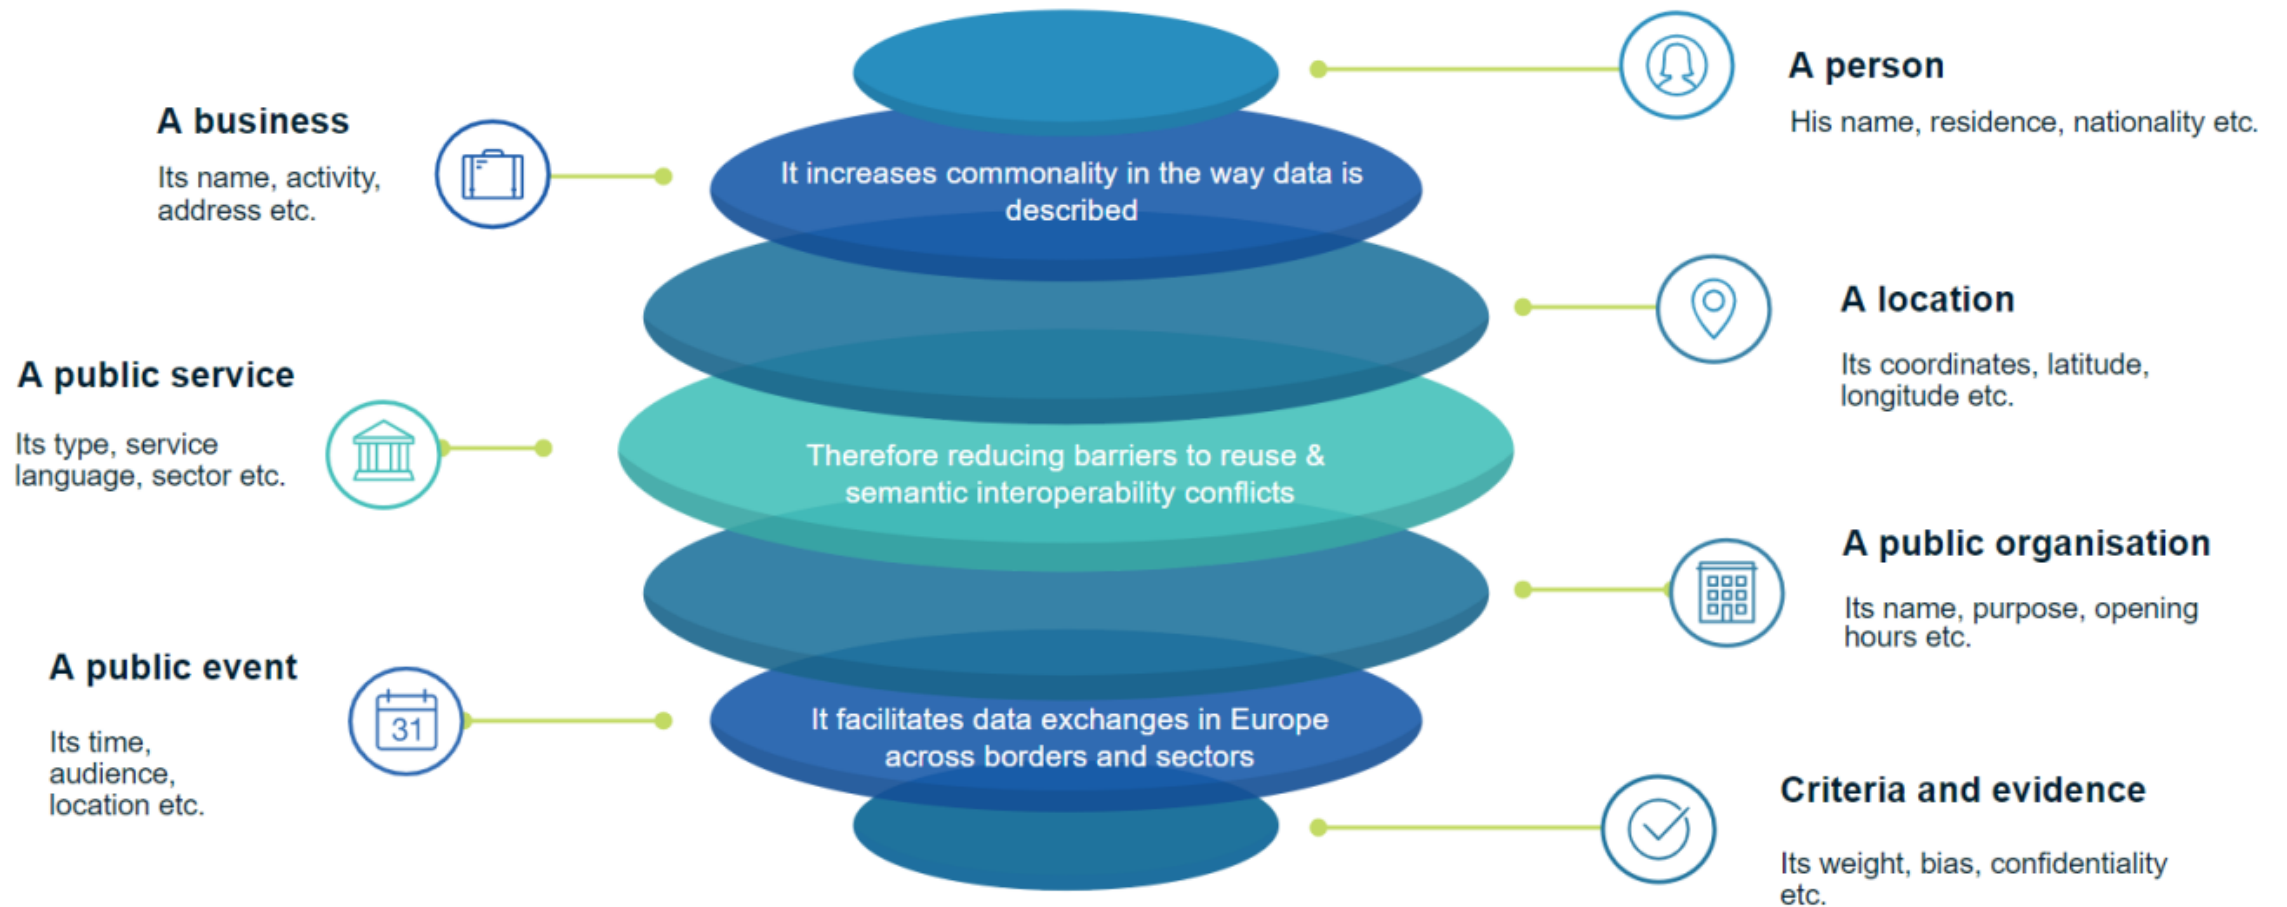 A person
His name, residence, nationality etc.
A business
Its name, activity,
address etc.
It increases commonality in the way data is
described
A location
Its coordinates, latitude,
longitude etc.
A public service
Its type, service
language, sector etc.
Therefore reducing barriers to reuse &
semantic interoperability conflicts
A public organisation
Its name, purpose, opening
hours etc.
A public event
31
Its time,
audience,
location etc.
It facilitates data exchanges in Europe
across borders and sectors
Criteria and evidence
Its weight, bias, confidentiality
etc.